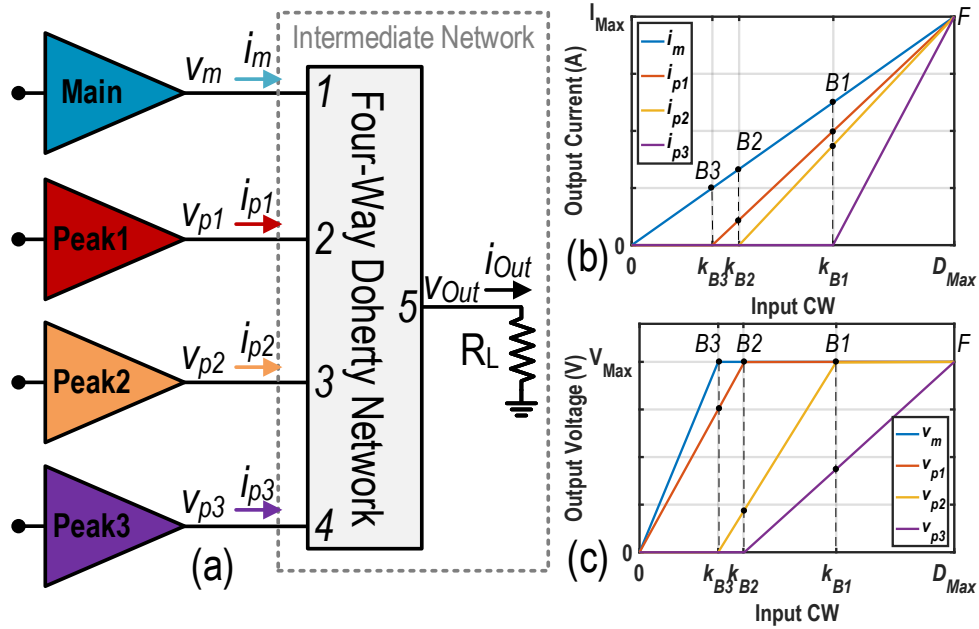 Intermediate Network
Main
v_m
i_m
1
Peak1
v_p1
i_p1
2
Peak2
v_p2
i_p2
3
Peak3
v_p3
i_p3
4
Four-Way Doherty Network
5
v_Out
i_Out
R_L
(a)
I_Max
F
i_m
i_p1
i_p2
i_p3
B1
B2
B3
Output Current (A)
0
0
k_B3
k_B2
k_B1
D_Max
Input CW
(b)
V_Max
B3
B2
B1
F
v_m
v_p1
v_p2
v_p3
Output Voltage (V)
0
0
k_B3
k_B2
k_B1
D_Max
Input CW
(c)